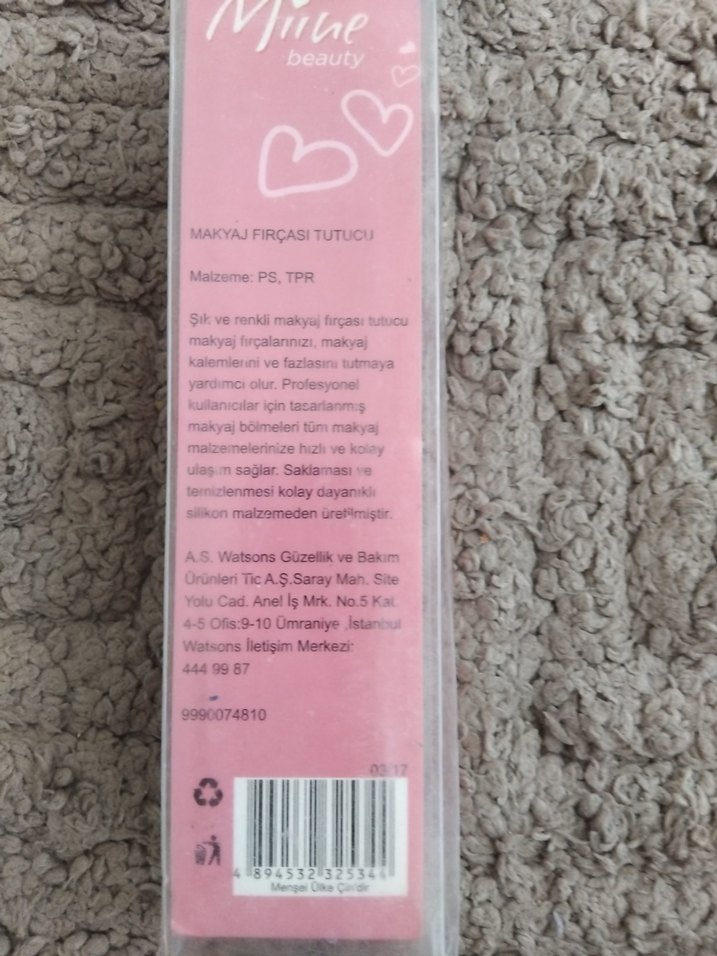 Miine
beauty
MAKYAJ FIRÇASI TUTUCU
Malzeme: PS, TPR
Şık ve renkli makyaj fırçası tutucu
makyaj fırçalarınızı, makyaj
kalemlerini ve fazlasını tutmaya
yardımcı olur. Profesyonel
kullanıcılar için tasarlanmış
makyaj bölmeleri tüm makyaj
malzemelerinize hızlı ve kolay
ulaşım sağlar. Saklaması ve
temizlenmesi kolay dayanıklı
silikon malzemeden üretilmiştir.
A.S. Watsons Güzellik ve Bakım
Ürünleri Tic A.Ş.Saray Mah. Site
Yolu Cad. Anel İş Mrk. No.5 Kat.
4-5 Ofis:9-10 Ümraniye ,İstanbul
Watsons İletişim Merkezi:
444 99 87
9990074810
03/17
4 894532 325344
Menşei Ülke Çin'dir